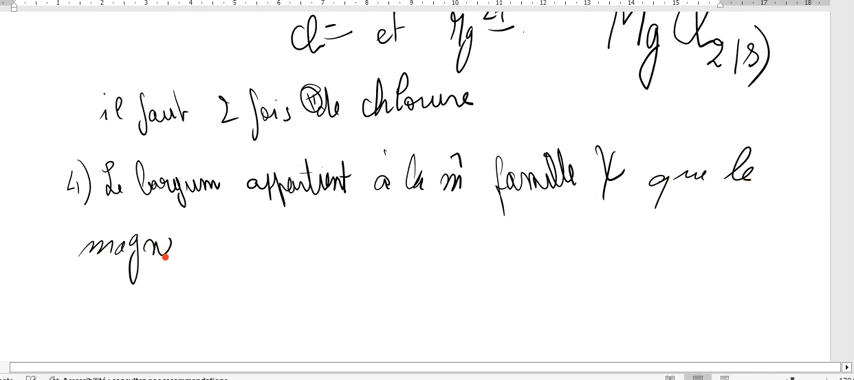 Cl⁻ et Mg²⁺ MgCl₂(s)
il faut 2 fois ⊕ de chlorure
4) Le baryum appartient à la m̂ famille χ que le
magn